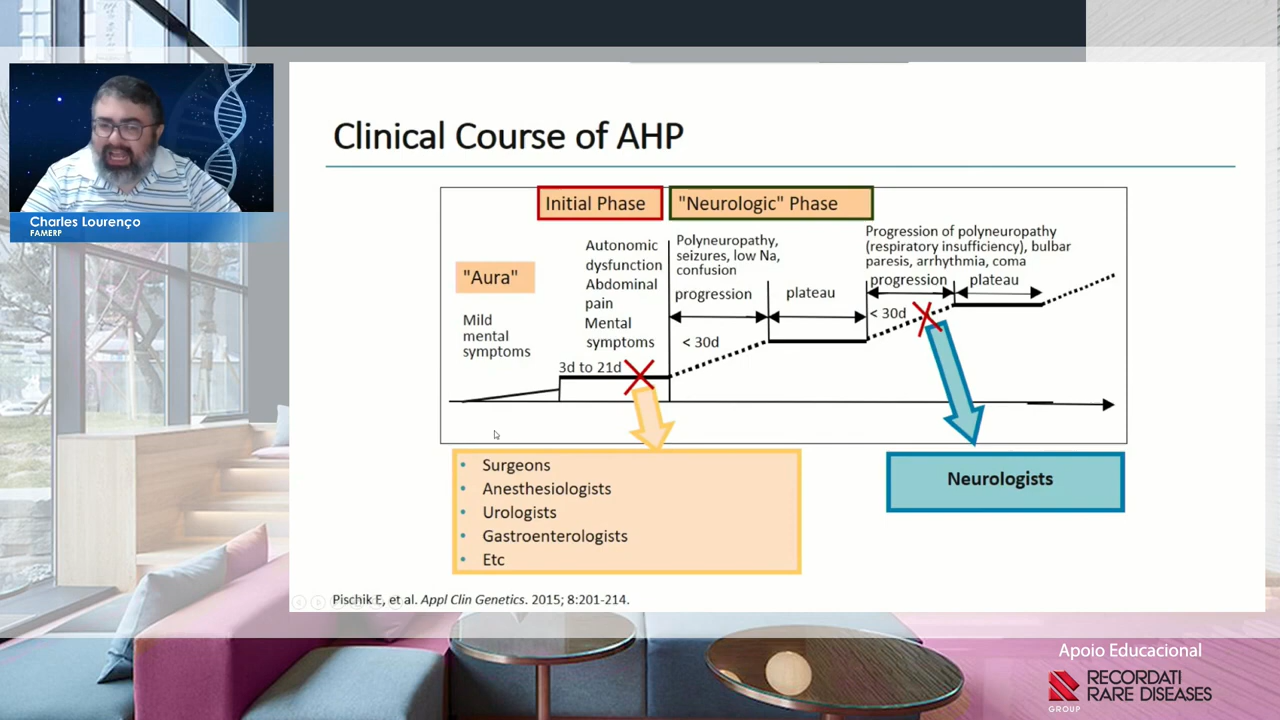 Clinical Course of AHP
Charles Lourenço
FAMERP
Initial Phase
"Neurologic" Phase
"Aura"
Mild
mental
symptoms
Autonomic
dysfunction
Abdominal
pain
Mental
symptoms
3d to 21d
Polyneuropathy,
seizures, low Na,
confusion
progression
plateau
< 30d
Progression of polyneuropathy
(respiratory insufficiency), bulbar
paresis, arrhythmia, coma
progression
plateau
< 30d
• Surgeons
• Anesthesiologists
• Urologists
• Gastroenterologists
• Etc
Neurologists
Pischik E, et al. Appl Clin Genetics. 2015; 8:201-214.
Apoio Educacional
RECORDATI
RARE DISEASES
GROUP